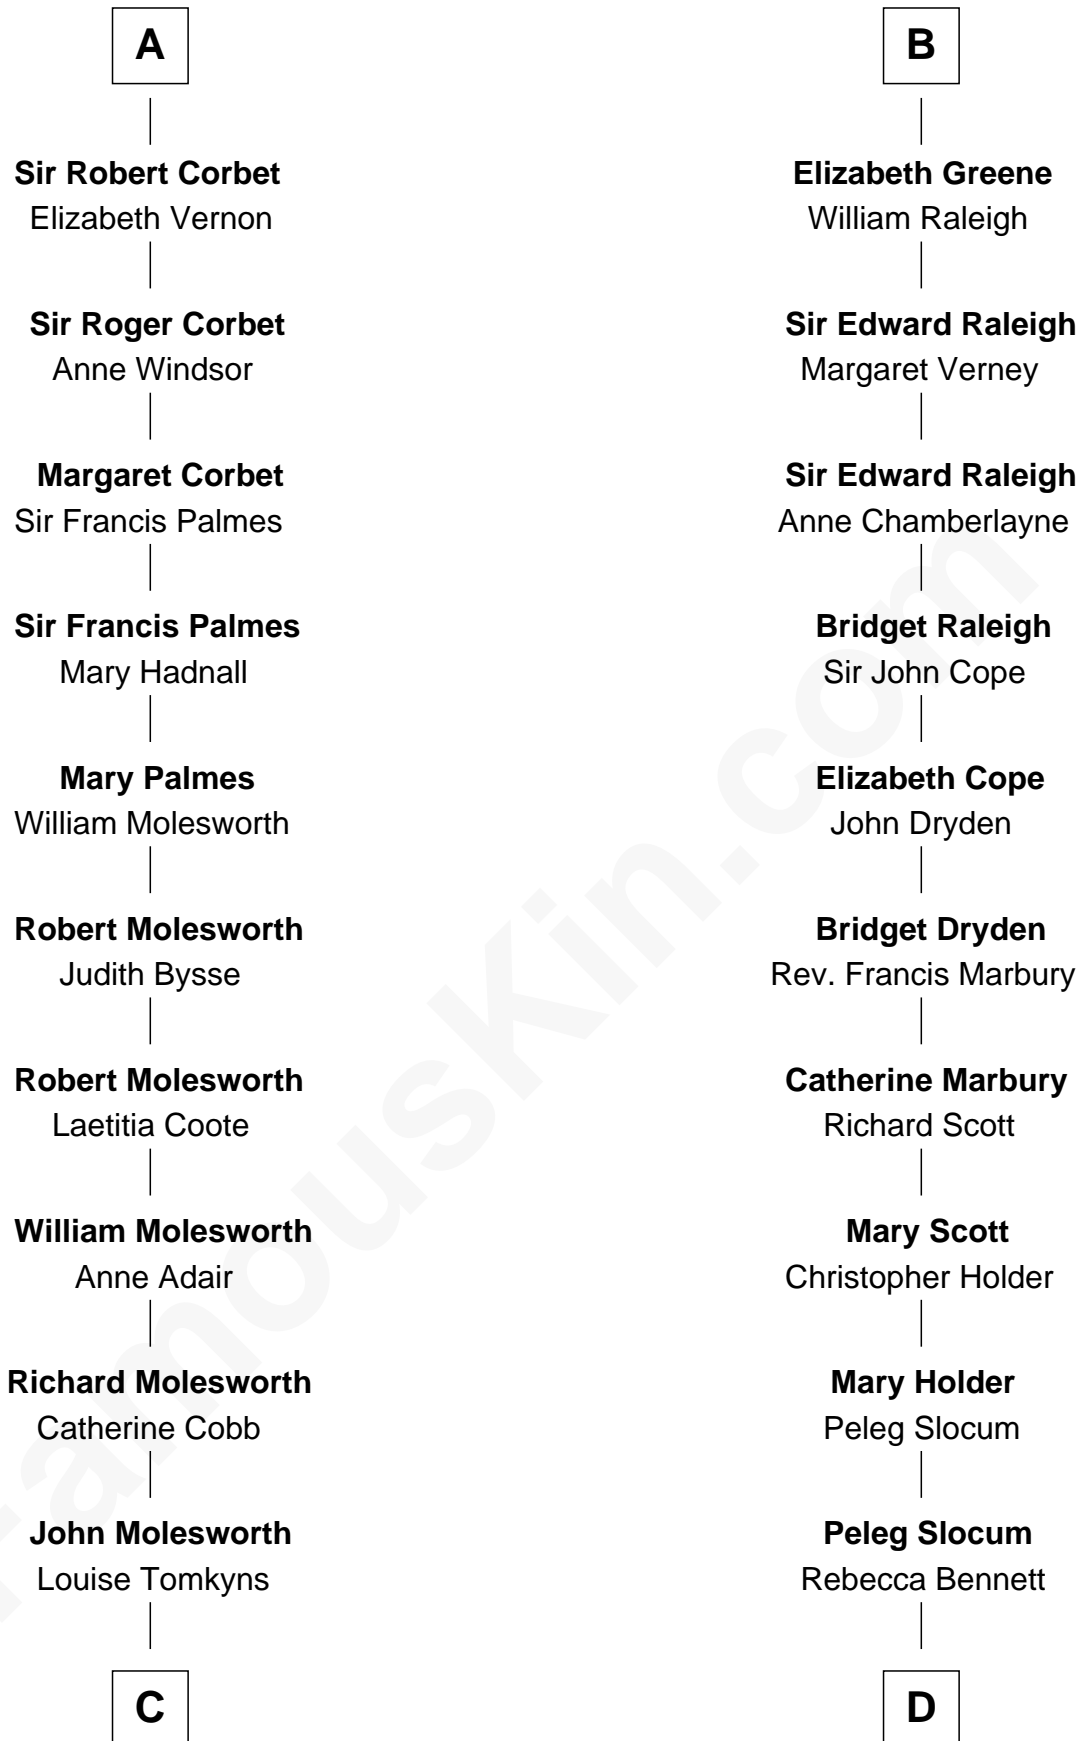 A
Sir Robert Corbet
Elizabeth Vernon
Sir Roger Corbet
Anne Windsor
Margaret Corbet
Sir Francis Palmes
Sir Francis Palmes
Mary Hadnall
Mary Palmes
William Molesworth
Robert Molesworth
Judith Bysse
Robert Molesworth
Laetitia Coote
William Molesworth
Anne Adair
Richard Molesworth
Catherine Cobb
John Molesworth
Louise Tomkyns
C
B
Elizabeth Greene
William Raleigh
Sir Edward Raleigh
Margaret Verney
Sir Edward Raleigh
Anne Chamberlayne
Bridget Raleigh
Sir John Cope
Elizabeth Cope
John Dryden
Bridget Dryden
Rev. Francis Marbury
Catherine Marbury
Richard Scott
Mary Scott
Christopher Holder
Mary Holder
Peleg Slocum
Peleg Slocum
Rebecca Bennett
D
FamousKin.com